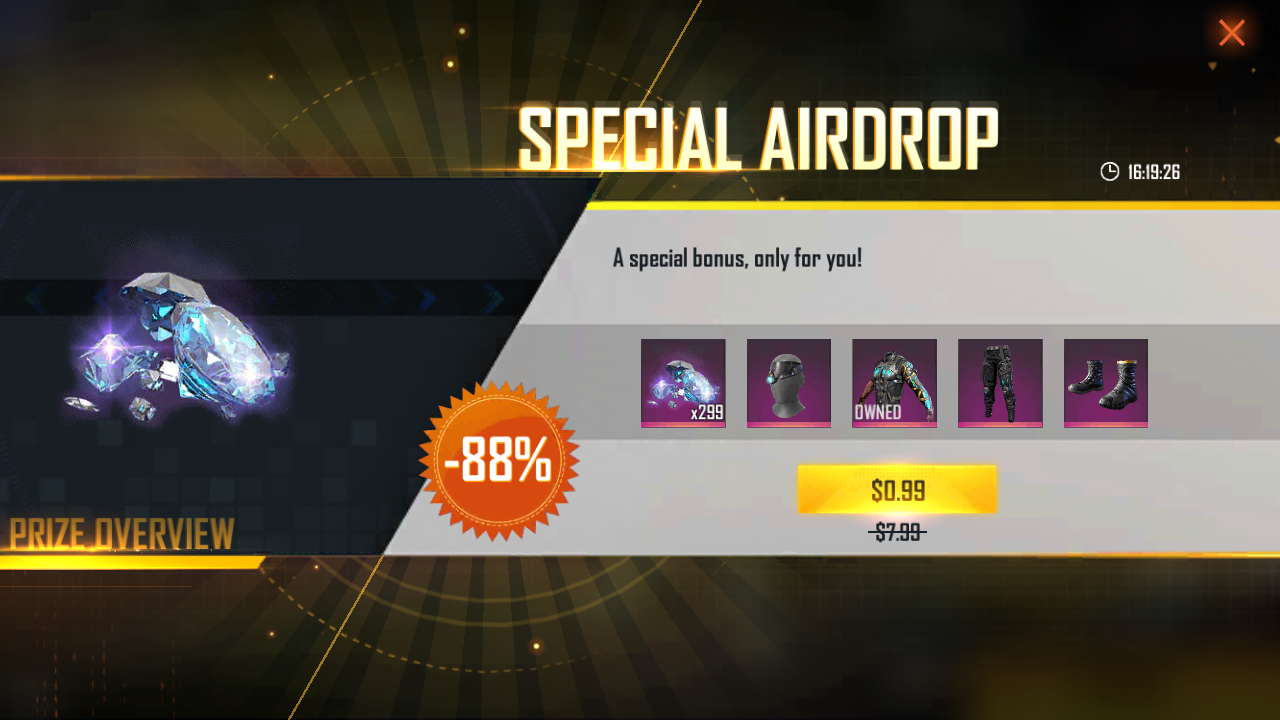 SPECIAL AIRDROP
16:19:26
A special bonus, only for you!
x299
OWNED
-88%
$0.99
$7.99
PRIZE OVERVIEW